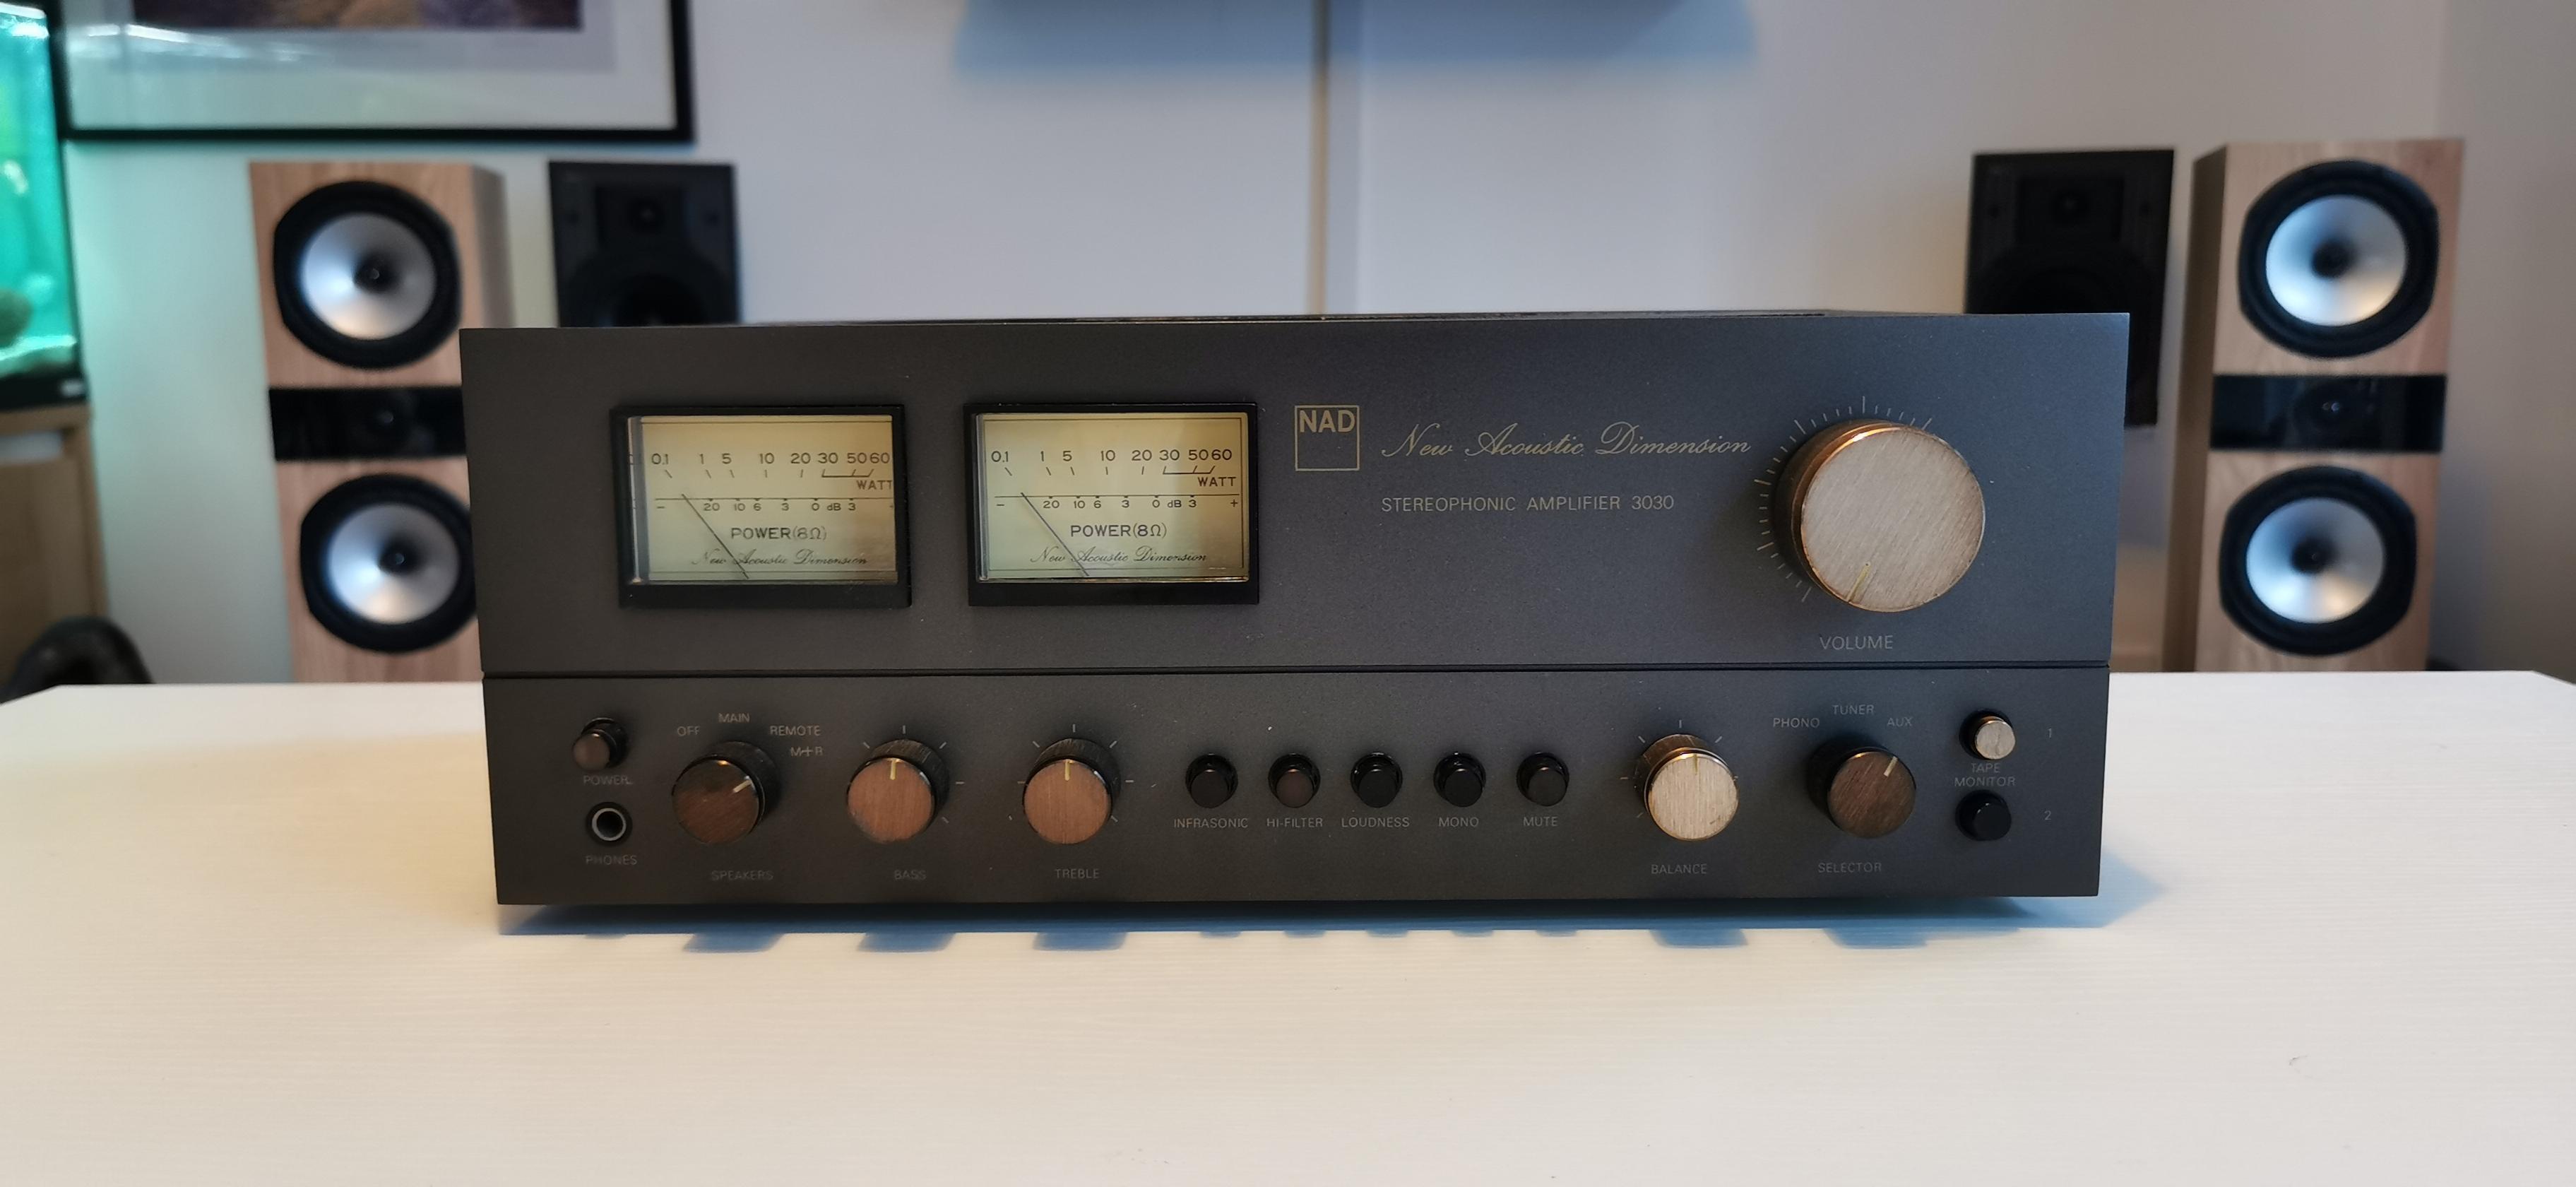 0.1 1 5 10 20 30 50 60
WATT
– 20 10 6 3 0 dB 3 +
POWER(8Ω)
New Acoustic Dimension
0.1 1 5 10 20 30 50 60
WATT
– 20 10 6 3 0 dB 3 +
POWER(8Ω)
New Acoustic Dimension
NAD
New Acoustic Dimension
STEREOPHONIC AMPLIFIER 3030
VOLUME
POWER
PHONES
OFF MAIN REMOTE
M+R
SPEAKERS
BASS
TREBLE
INFRASONIC
HI-FILTER
LOUDNESS
MONO
MUTE
BALANCE
PHONO TUNER AUX
SELECTOR
1
TAPE
MONITOR
2